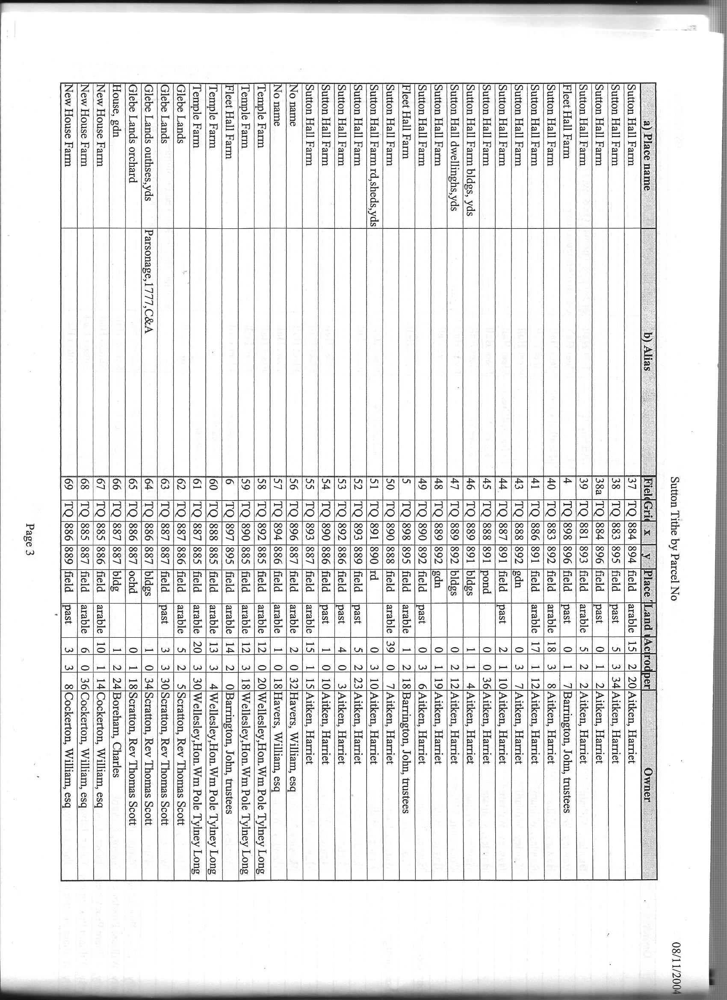 Sutton Tithe by Parcel No 08/11/2004
a) Place name b) Alias Field Grid x y Place T Land u Acr rod per Owner
Sutton Hall Farm 37 TQ 884 894 field arable 15 2 20 Aitken, Harriet
Sutton Hall Farm 38 TQ 883 895 field past 5 3 34 Aitken, Harriet
Sutton Hall Farm 38a TQ 884 896 field past 0 1 2 Aitken, Harriet
Sutton Hall Farm 39 TQ 881 893 field arable 5 2 2 Aitken, Harriet
Fleet Hall Farm 4 TQ 898 896 field past 0 1 7 Barrington, John, trustees
Sutton Hall Farm 40 TQ 883 892 field arable 18 3 8 Aitken, Harriet
Sutton Hall Farm 41 TQ 886 891 field arable 17 1 12 Aitken, Harriet
Sutton Hall Farm 43 TQ 888 892 gdn 0 3 7 Aitken, Harriet
Sutton Hall Farm 44 TQ 887 891 field past 2 1 10 Aitken, Harriet
Sutton Hall Farm 45 TQ 888 891 pond 0 0 36 Aitken, Harriet
Sutton Hall Farm bldgs, yds 46 TQ 889 891 bldgs 1 1 4 Aitken, Harriet
Sutton Hall dwellinghs,yds 47 TQ 889 892 bldgs 0 2 12 Aitken, Harriet
Sutton Hall Farm 48 TQ 889 892 gdn 0 1 19 Aitken, Harriet
Sutton Hall Farm 49 TQ 890 892 field past 0 3 6 Aitken, Harriet
Fleet Hall Farm 5 TQ 898 895 field arable 1 2 18 Barrington, John, trustees
Sutton Hall Farm 50 TQ 890 888 field arable 39 0 7 Aitken, Harriet
Sutton Hall Farm rd,sheds,yds 51 TQ 891 890 rd 0 3 10 Aitken, Harriet
Sutton Hall Farm 52 TQ 893 889 field past 5 2 23 Aitken, Harriet
Sutton Hall Farm 53 TQ 892 886 field past 4 0 3 Aitken, Harriet
Sutton Hall Farm 54 TQ 890 886 field past 1 0 10 Aitken, Harriet
Sutton Hall Farm 55 TQ 893 887 field arable 15 1 15 Aitken, Harriet
No name 56 TQ 896 887 field arable 2 0 32 Havers, William, esq
No name 57 TQ 894 886 field arable 1 0 18 Havers, William, esq
Temple Farm 58 TQ 892 885 field arable 12 0 20 Wellesley,Hon.Wm Pole Tylney Long
Temple Farm 59 TQ 890 885 field arable 12 3 18 Wellesley,Hon.Wm Pole Tylney Long
Fleet Hall Farm 6 TQ 897 895 field arable 14 2 0 Barrington, John, trustees
Temple Farm 60 TQ 888 885 field arable 13 3 4 Wellesley,Hon.Wm Pole Tylney Long
Temple Farm 61 TQ 887 885 field arable 20 3 30 Wellesley,Hon.Wm Pole Tylney Long
Glebe Lands 62 TQ 887 886 field arable 5 2 5 Scratton, Rev Thomas Scott
Glebe Lands 63 TQ 887 887 field past 3 3 30 Scratton, Rev Thomas Scott
Glebe Lands outhses,yds Parsonage,1777,C&A 64 TQ 886 887 bldgs 1 0 34 Scratton, Rev Thomas Scott
Glebe Lands orchard 65 TQ 886 887 ochd 0 1 18 Scratton, Rev Thomas Scott
House, gdn 66 TQ 887 887 bldg 1 2 24 Boreham, Charles
New House Farm 67 TQ 885 886 field arable 10 1 14 Cockerton, William, esq
New House Farm 68 TQ 885 887 field arable 6 0 36 Cockerton, William, esq
New House Farm 69 TQ 886 889 field past 3 3 8 Cockerton, William, esq
Page 3